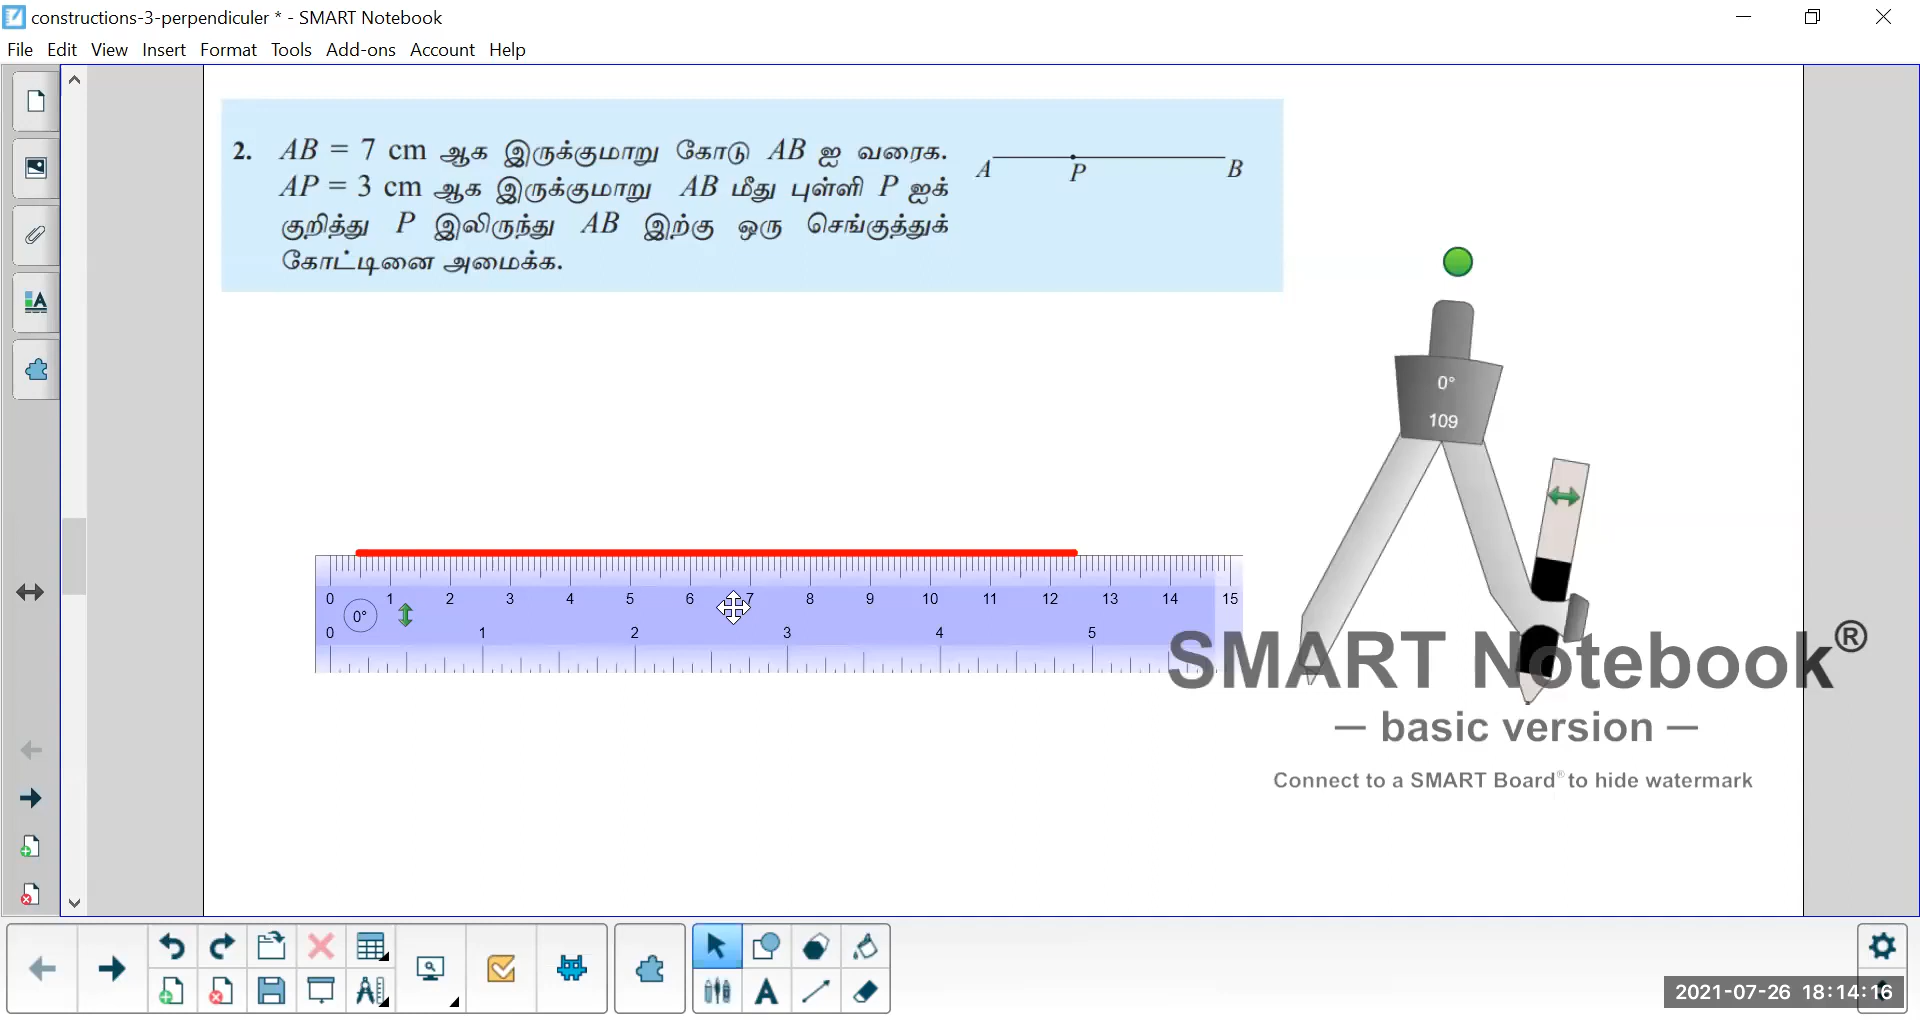 constructions-3-perpendiculer * - SMART Notebook
File Edit View Insert Format Tools Add-ons Account Help
2. AB = 7 cm ஆக இருக்குமாறு கோடு AB ஐ வரைக.
AP = 3 cm ஆக இருக்குமாறு AB மீது புள்ளி P ஐக்
குறித்து P இலிருந்து AB இற்கு ஒரு செங்குத்துக்
கோட்டினை அமைக்க.
A P B
0°
109
0 1 2 3 4 5 6 7 8 9 10 11 12 13 14 15
0°
0 1 2 3 4 5
SMART Notebook®
— basic version —
Connect to a SMART Board® to hide watermark
2021-07-26 18:14:16